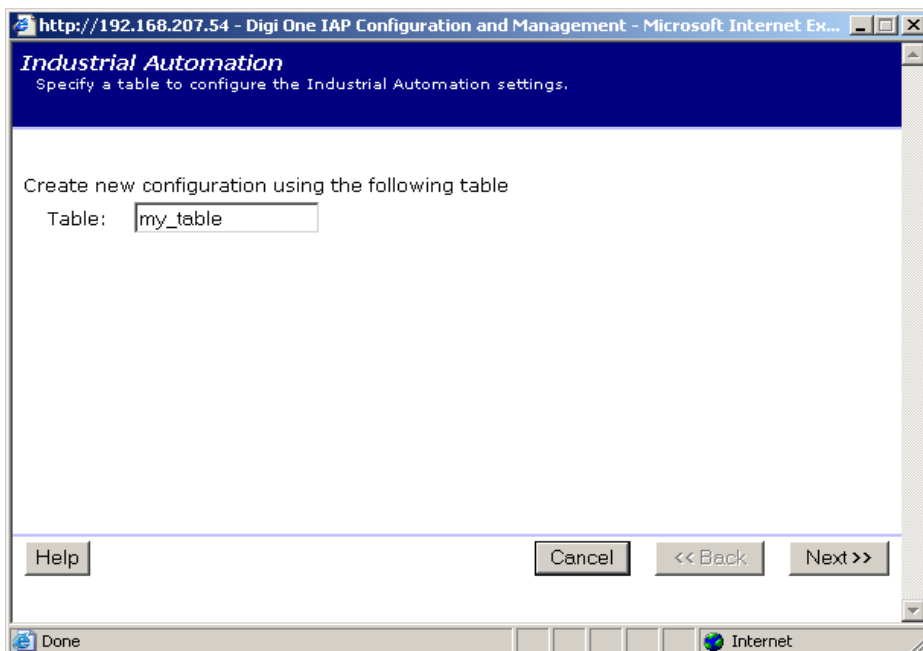 http://192.168.207.54 - Digi One IAP Configuration and Management - Microsoft Internet Ex...
Industrial Automation
Specify a table to configure the Industrial Automation settings.
Create new configuration using the following table
Table: my_table
Help Cancel << Back Next >>
Done Internet